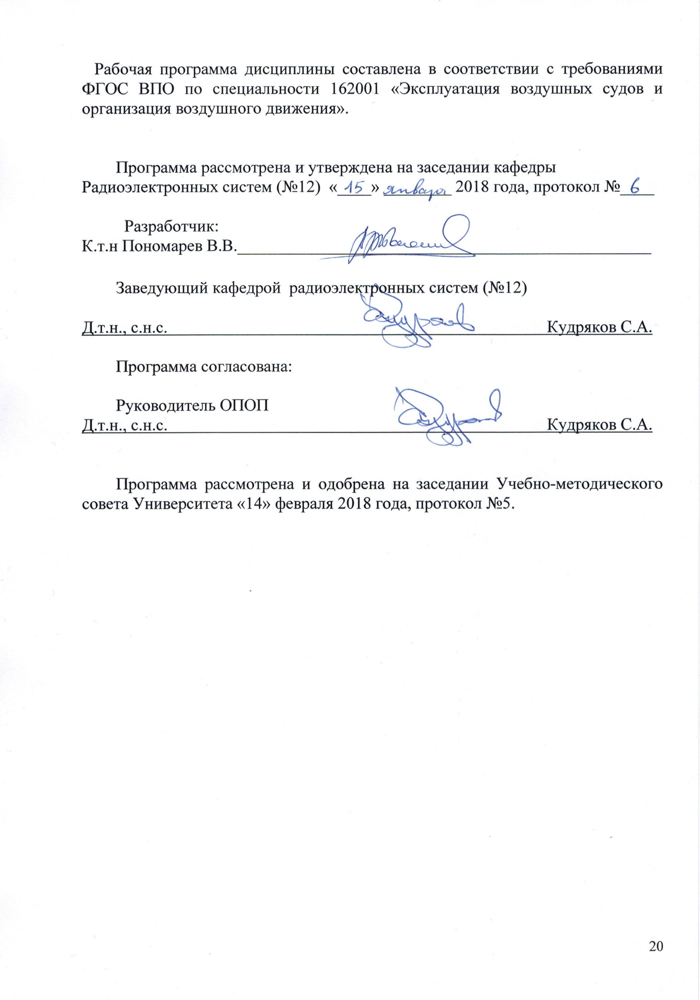 Рабочая программа дисциплины составлена в соответствии с требованиями
ФГОС ВПО по специальности 162001 «Эксплуатация воздушных судов и
организация воздушного движения».
Программа рассмотрена и утверждена на заседании кафедры
Радиоэлектронных систем (№12) «15» января 2018 года, протокол № 6
Разработчик:
К.т.н Пономарев В.В.
Заведующий кафедрой радиоэлектронных систем (№12)
Д.т.н., с.н.с. Кудряков С.А.
Программа согласована:
Руководитель ОПОП
Д.т.н., с.н.с. Кудряков С.А.
Программа рассмотрена и одобрена на заседании Учебно-методического
совета Университета «14» февраля 2018 года, протокол №5.
20